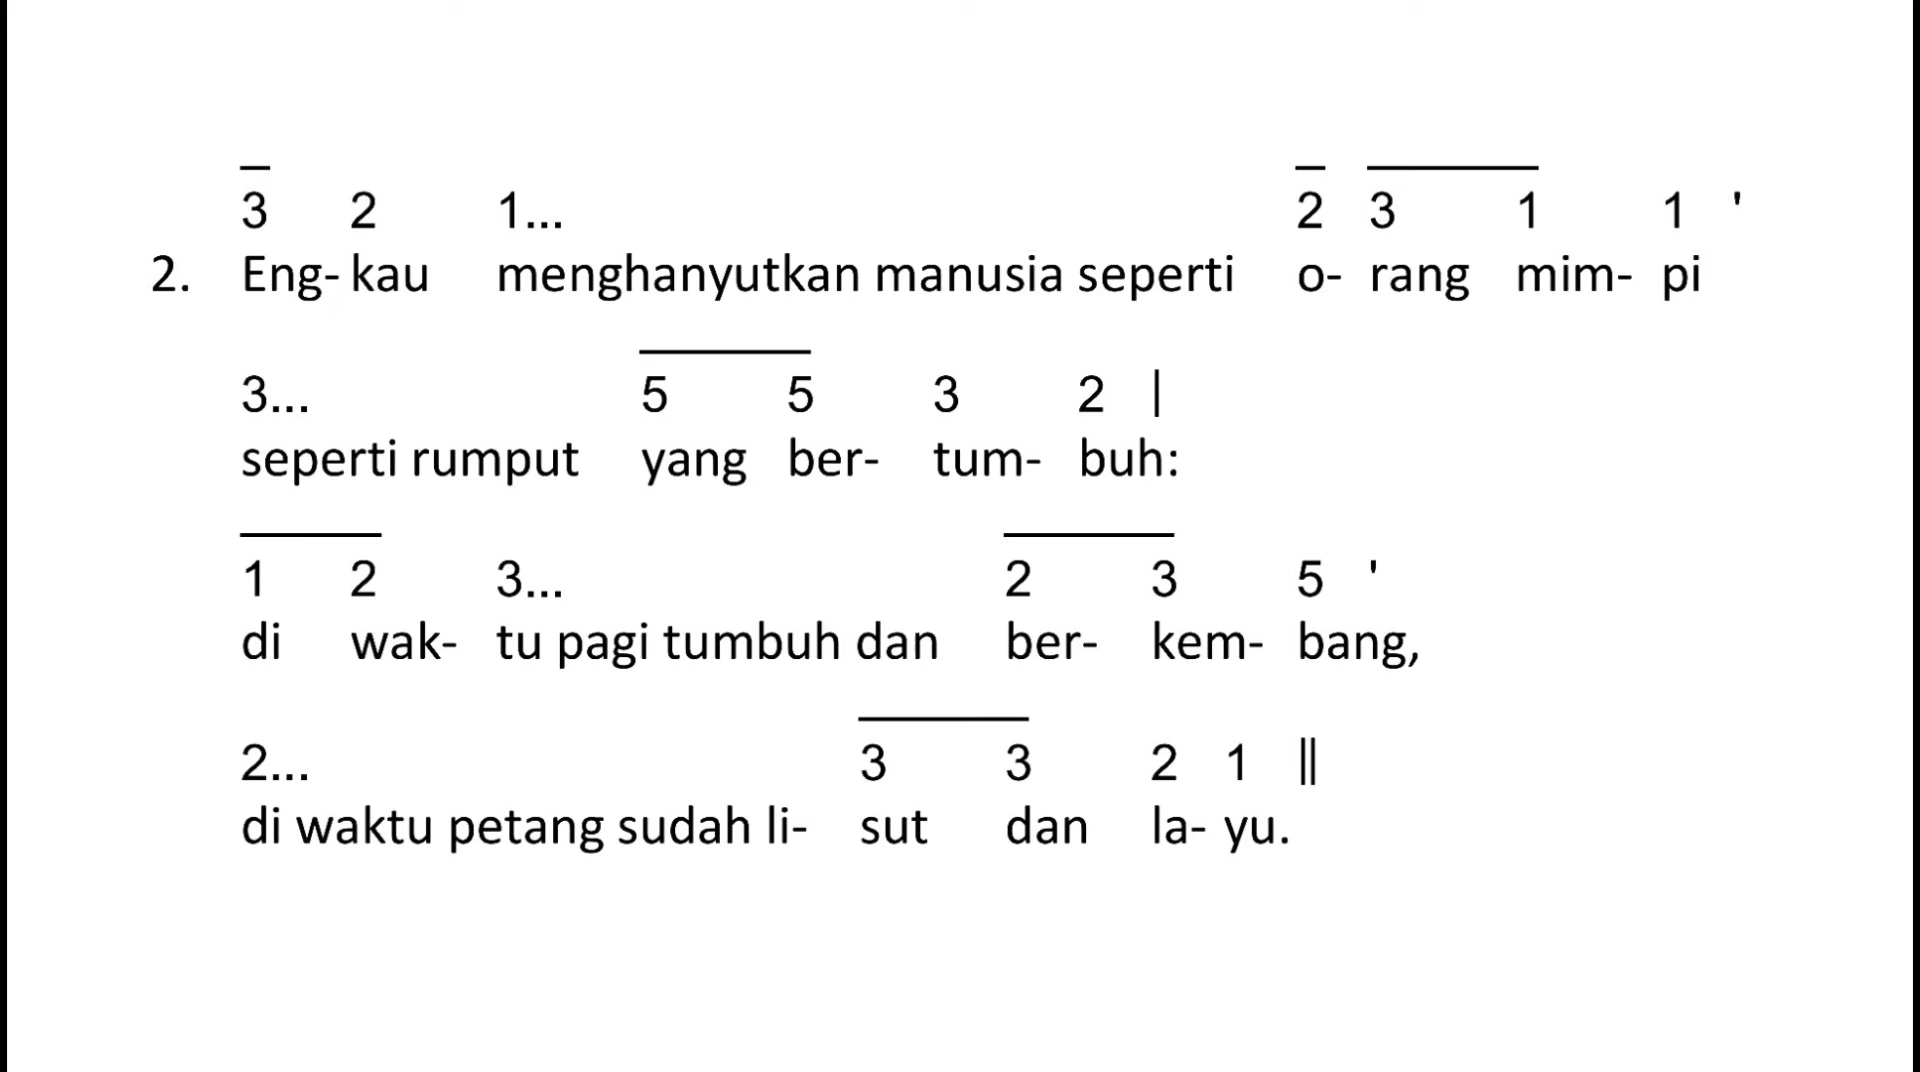 3 2 1... 2 3 1 1 '
2. Eng- kau menghanyutkan manusia seperti o- rang mim- pi
3... 5 5 3 2 |
seperti rumput yang ber- tum- buh:
1 2 3... 2 3 5 '
di wak- tu pagi tumbuh dan ber- kem- bang,
2... 3 3 2 1 ||
di waktu petang sudah li- sut dan la- yu.